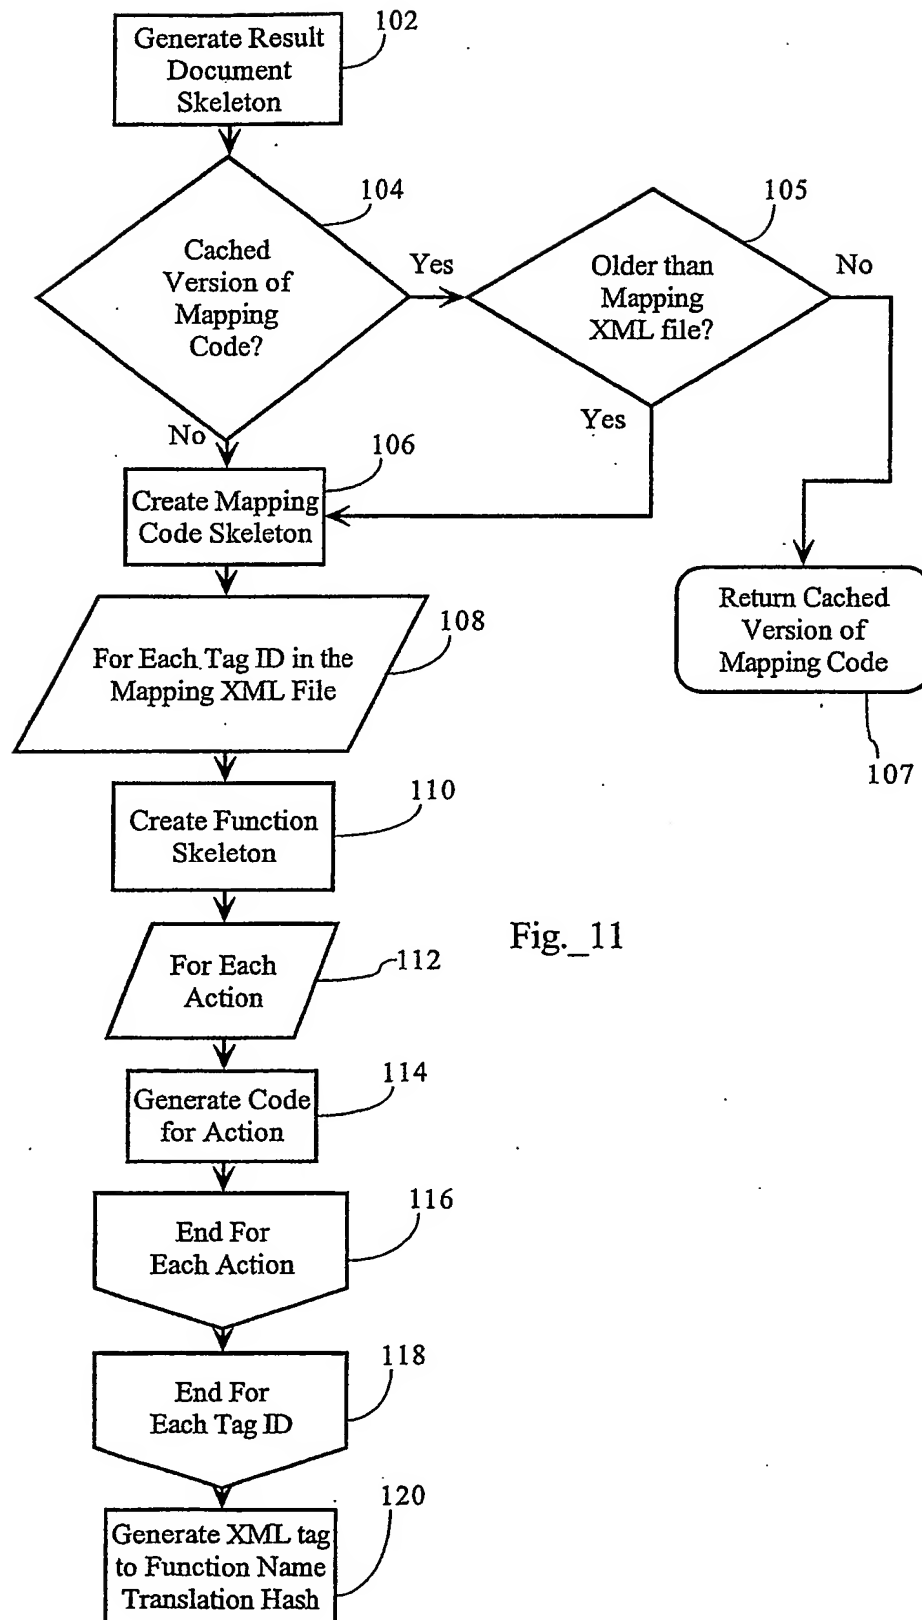 Generate Result
Document
Skeleton
102
Cached
Version of
Mapping
Code?
104
Yes
No
Older than
Mapping
XML file?
105
No
Yes
Create Mapping
Code Skeleton
106
Return Cached
Version of
Mapping Code
107
For Each Tag ID in the
Mapping XML File
108
Create Function
Skeleton
110
Fig._11
For Each
Action
112
Generate Code
for Action
114
End For
Each Action
116
End For
Each Tag ID
118
Generate XML tag
to Function Name
Translation Hash
120